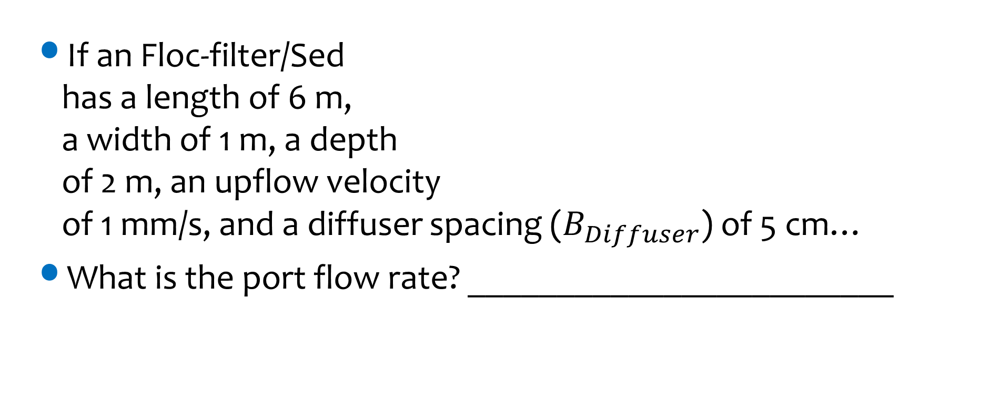 • If an Floc-filter/Sed
has a length of 6 m,
a width of 1 m, a depth
of 2 m, an upflow velocity
of 1 mm/s, and a diffuser spacing (B_{Diffuser}) of 5 cm…
• What is the port flow rate? ________________________